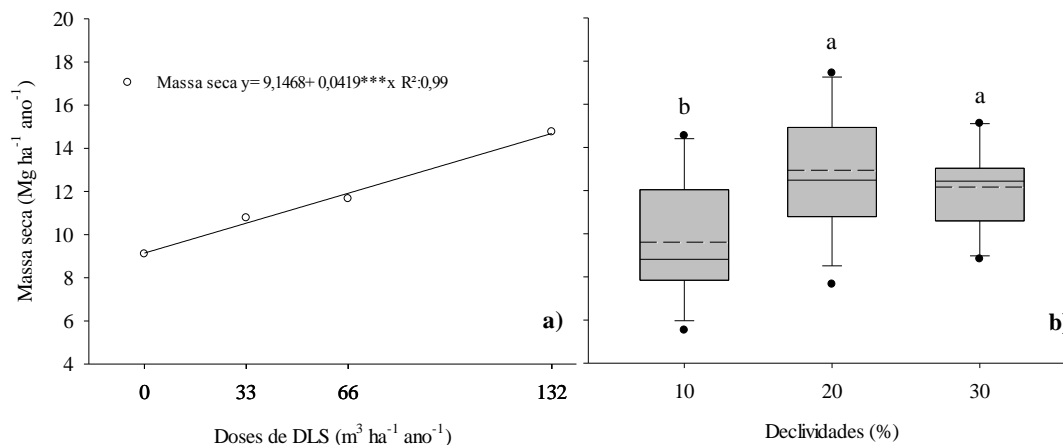 20
18
16
14
12
10
8
6
4
Massa seca (Mg ha⁻¹ ano⁻¹)
Massa seca y= 9,1468+ 0,0419***x R²:0,99
a)
0 33 66 132
Doses de DLS (m³ ha⁻¹ ano⁻¹)
b
a
a
b)
10 20 30
Declividades (%)